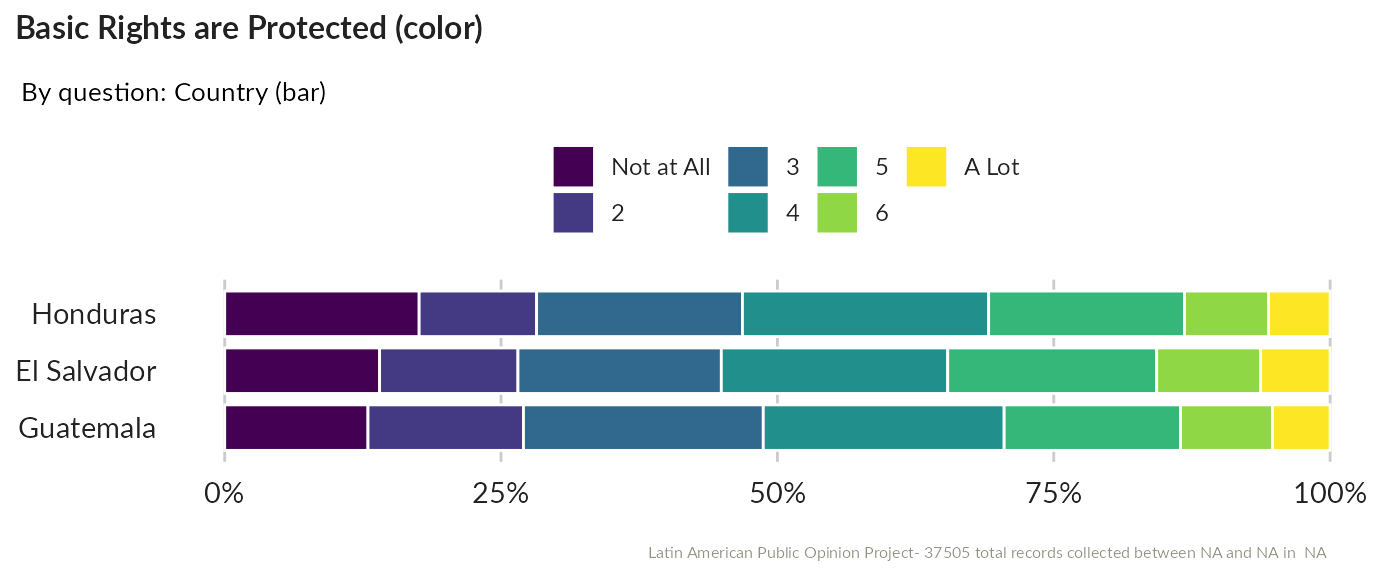 Basic Rights are Protected (color)
By question: Country (bar)
Not at All 3 5 A Lot
2 4 6
Honduras
El Salvador
Guatemala
0% 25% 50% 75% 100%
Latin American Public Opinion Project- 37505 total records collected between NA and NA in  NA